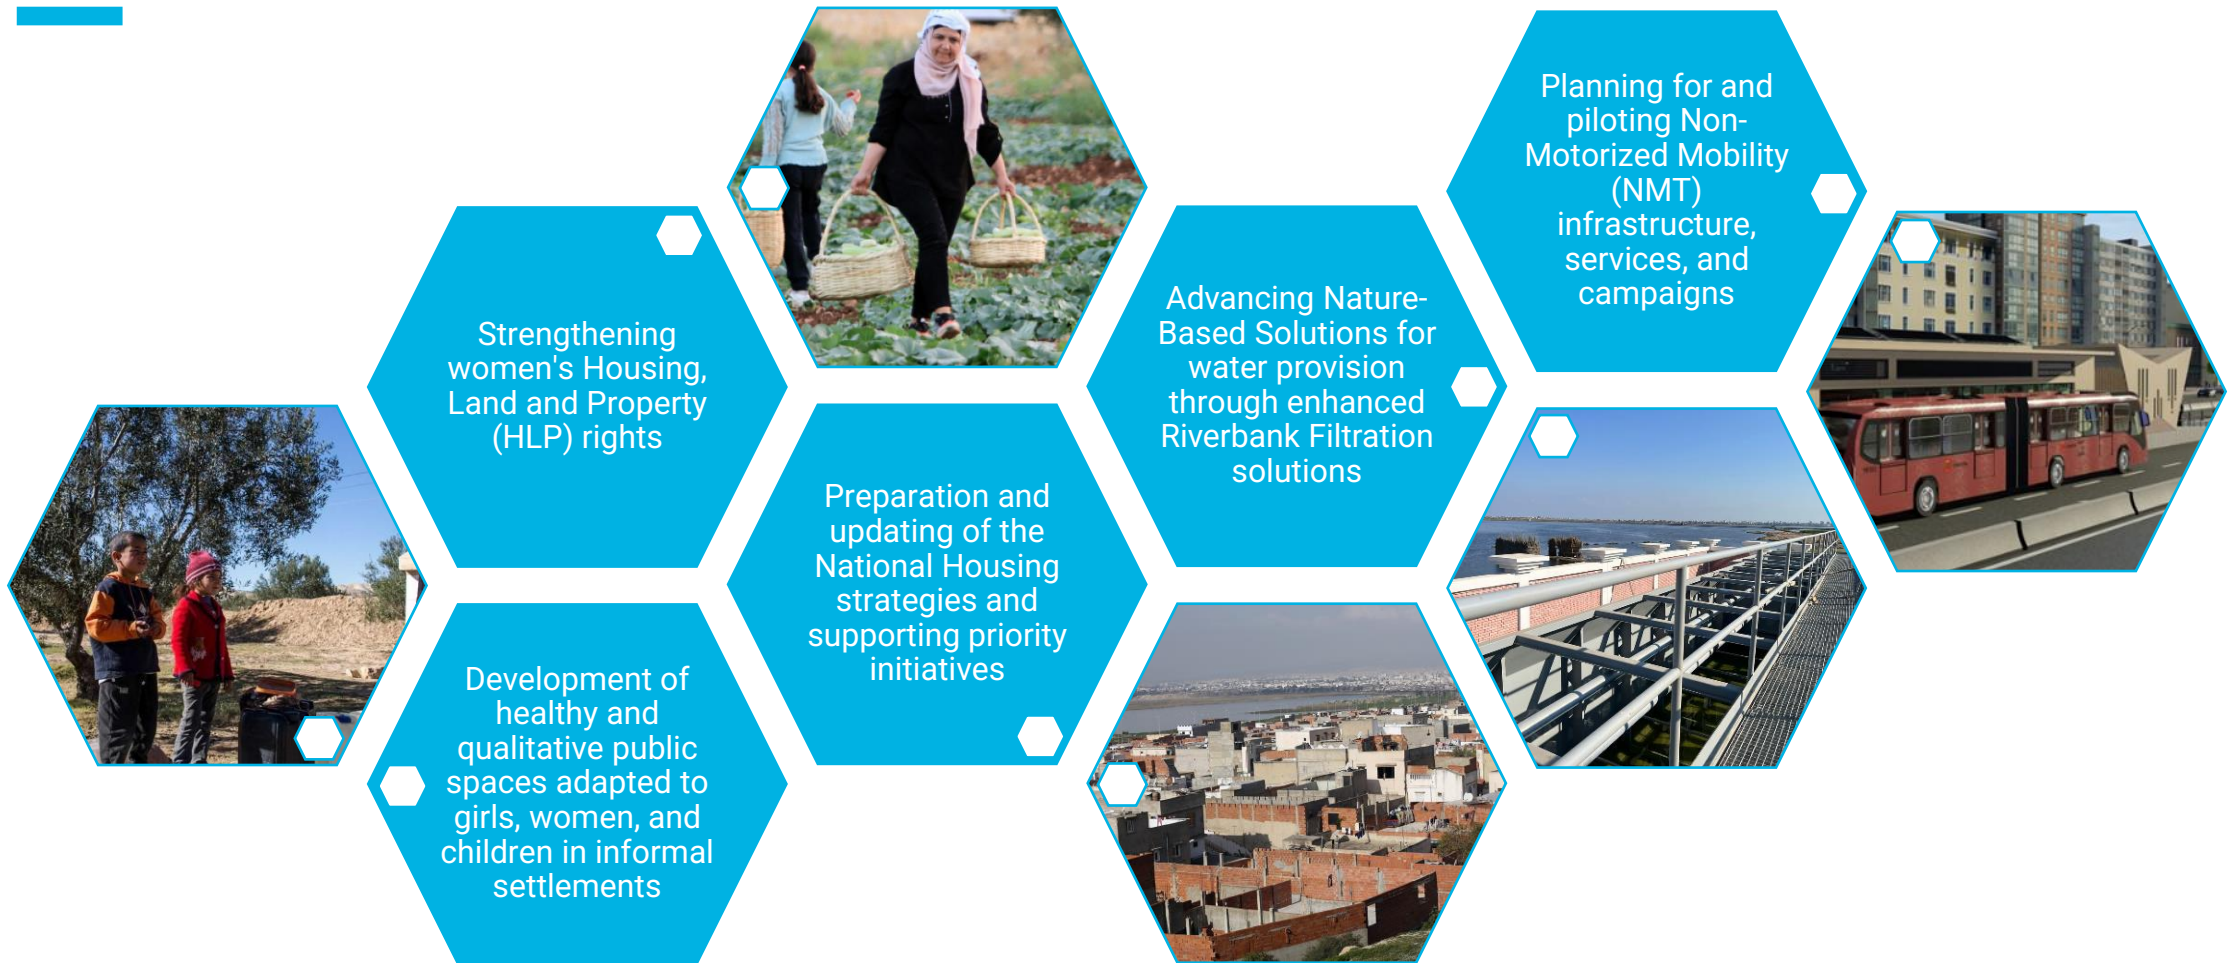 Strengthening
women's Housing,
Land and Property
(HLP) rights
Development of
healthy and
qualitative public
spaces adapted to
girls, women, and
children in informal
settlements
Preparation and
updating of the
National Housing
strategies and
supporting priority
initiatives
Advancing Nature-
Based Solutions for
water provision
through enhanced
Riverbank Filtration
solutions
Planning for and
piloting Non-
Motorized Mobility
(NMT)
infrastructure,
services, and
campaigns